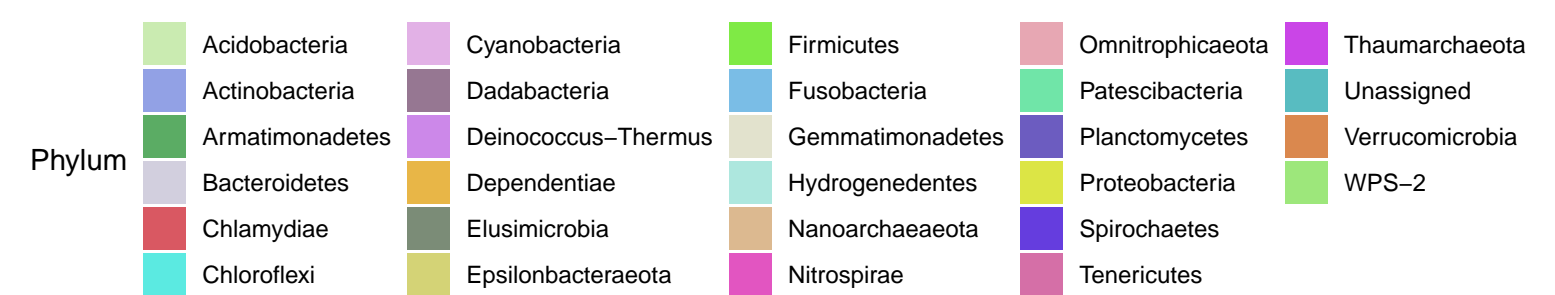 Phylum
Acidobacteria
Actinobacteria
Armatimonadetes
Bacteroidetes
Chlamydiae
Chloroflexi
Cyanobacteria
Dadabacteria
Deinococcus−Thermus
Dependentiae
Elusimicrobia
Epsilonbacteraeota
Firmicutes
Fusobacteria
Gemmatimonadetes
Hydrogenedentes
Nanoarchaeaeota
Nitrospirae
Omnitrophicaeota
Patescibacteria
Planctomycetes
Proteobacteria
Spirochaetes
Tenericutes
Thaumarchaeota
Unassigned
Verrucomicrobia
WPS−2